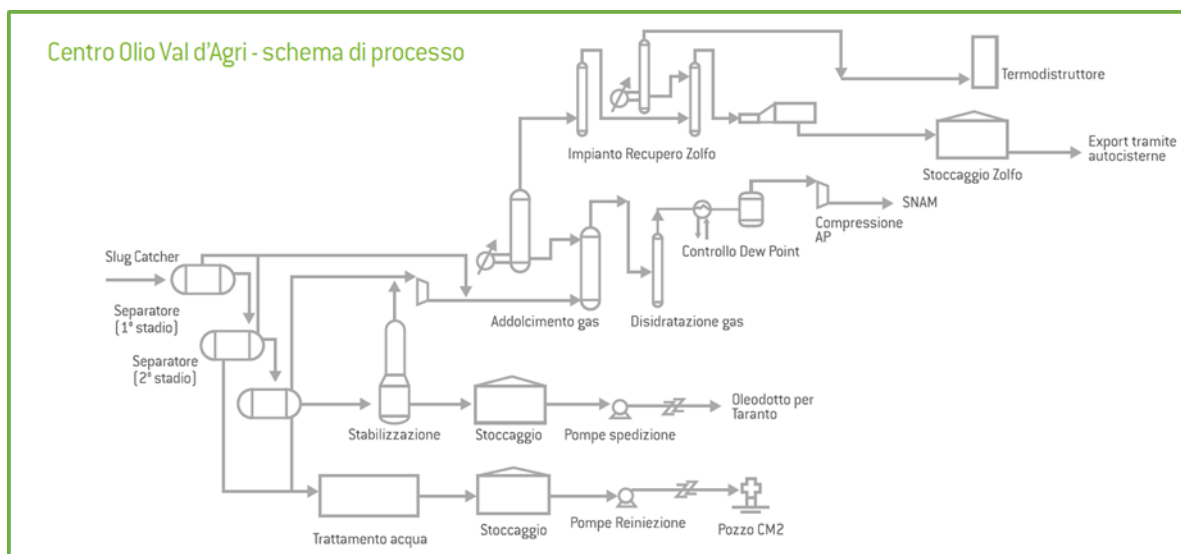 Centro Olio Val d'Agri - schema di processo
Termodistruttore
Impianto Recupero Zolfo
Export tramite
autocisterne
Stoccaggio Zolfo
SNAM
Compressione
AP
Controllo Dew Point
Slug Catcher
Addolcimento gas
Disidratazione gas
Separatore
(1° stadio)
Separatore
(2° stadio)
Oleodotto per
Taranto
Stabilizzazione
Stoccaggio
Pompe spedizione
Trattamento acqua
Stoccaggio
Pompe Reiniezione
Pozzo CM2